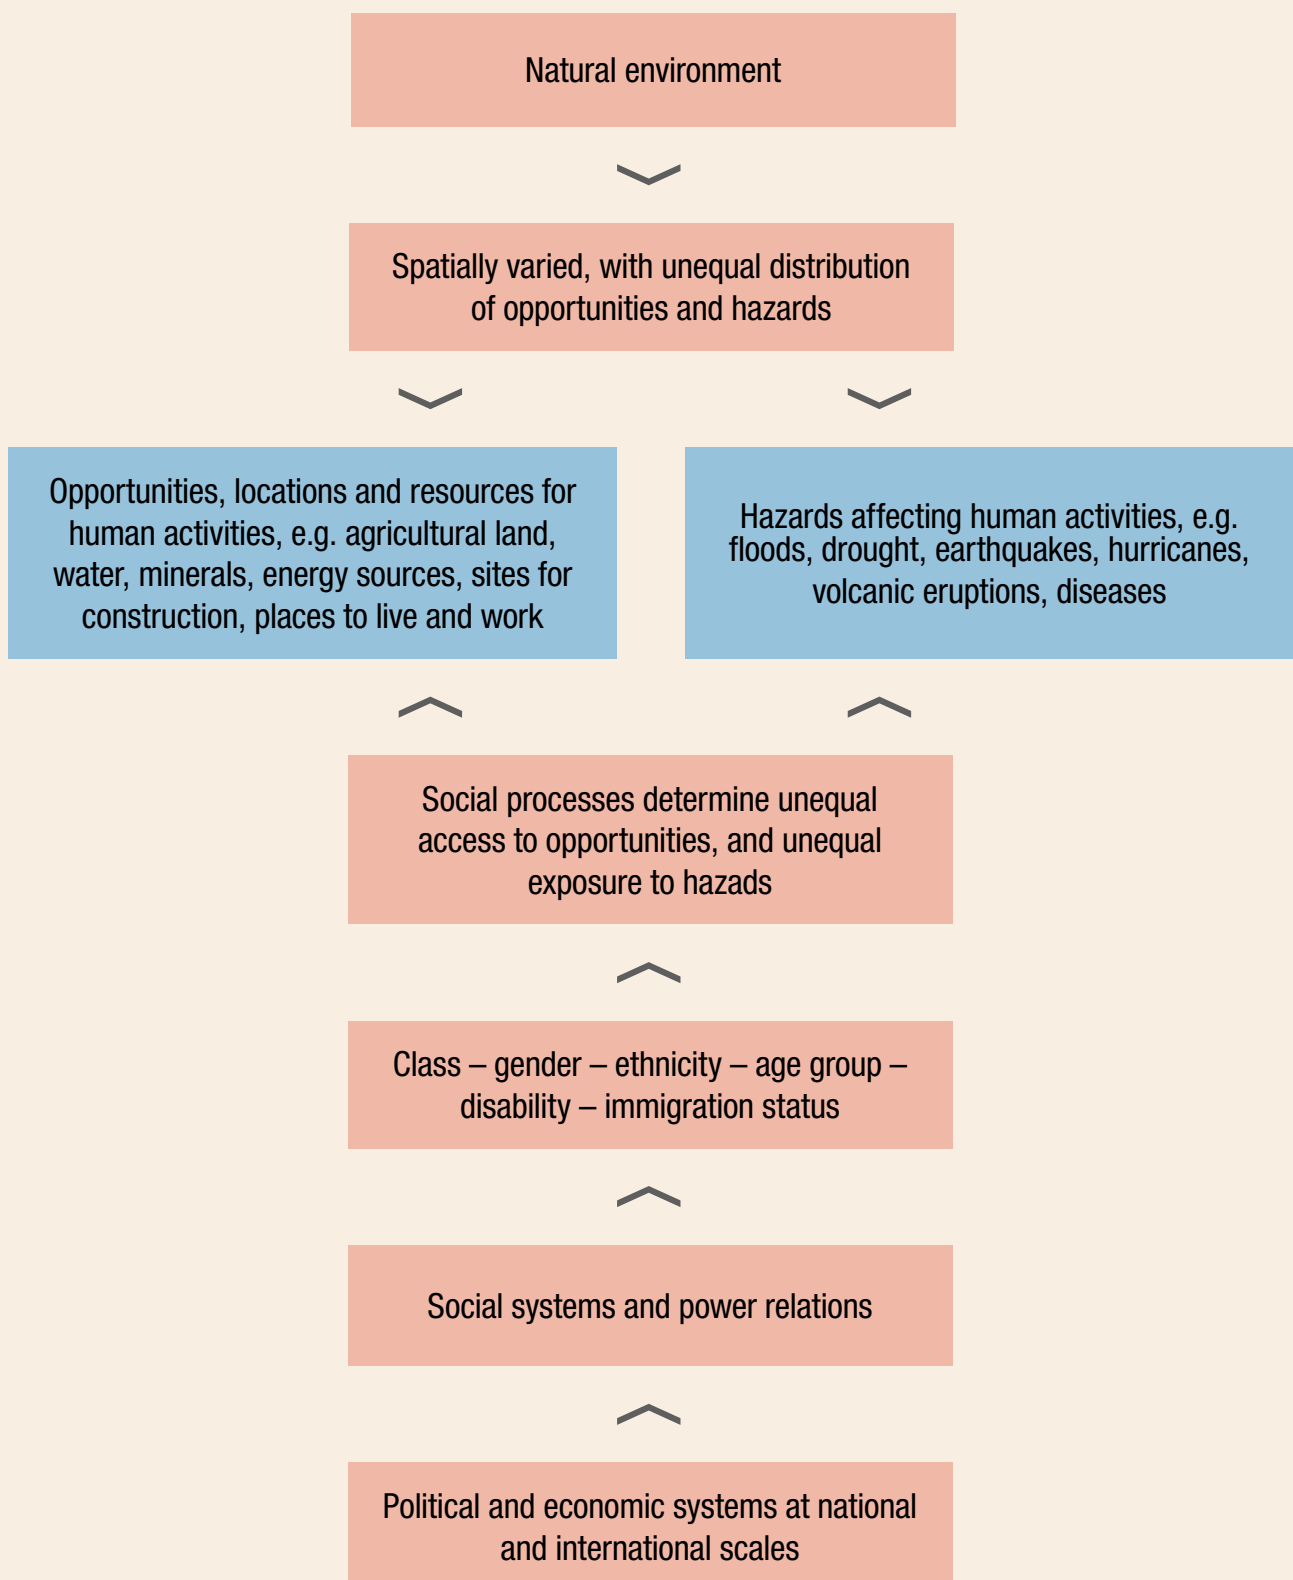 Natural environment
Spatially varied, with unequal distribution
of opportunities and hazards
Opportunities, locations and resources for
human activities, e.g. agricultural land,
water, minerals, energy sources, sites for
construction, places to live and work
Hazards affecting human activities, e.g.
floods, drought, earthquakes, hurricanes,
volcanic eruptions, diseases
Social processes determine unequal
access to opportunities, and unequal
exposure to hazads
Class – gender – ethnicity – age group –
disability – immigration status
Social systems and power relations
Political and economic systems at national
and international scales